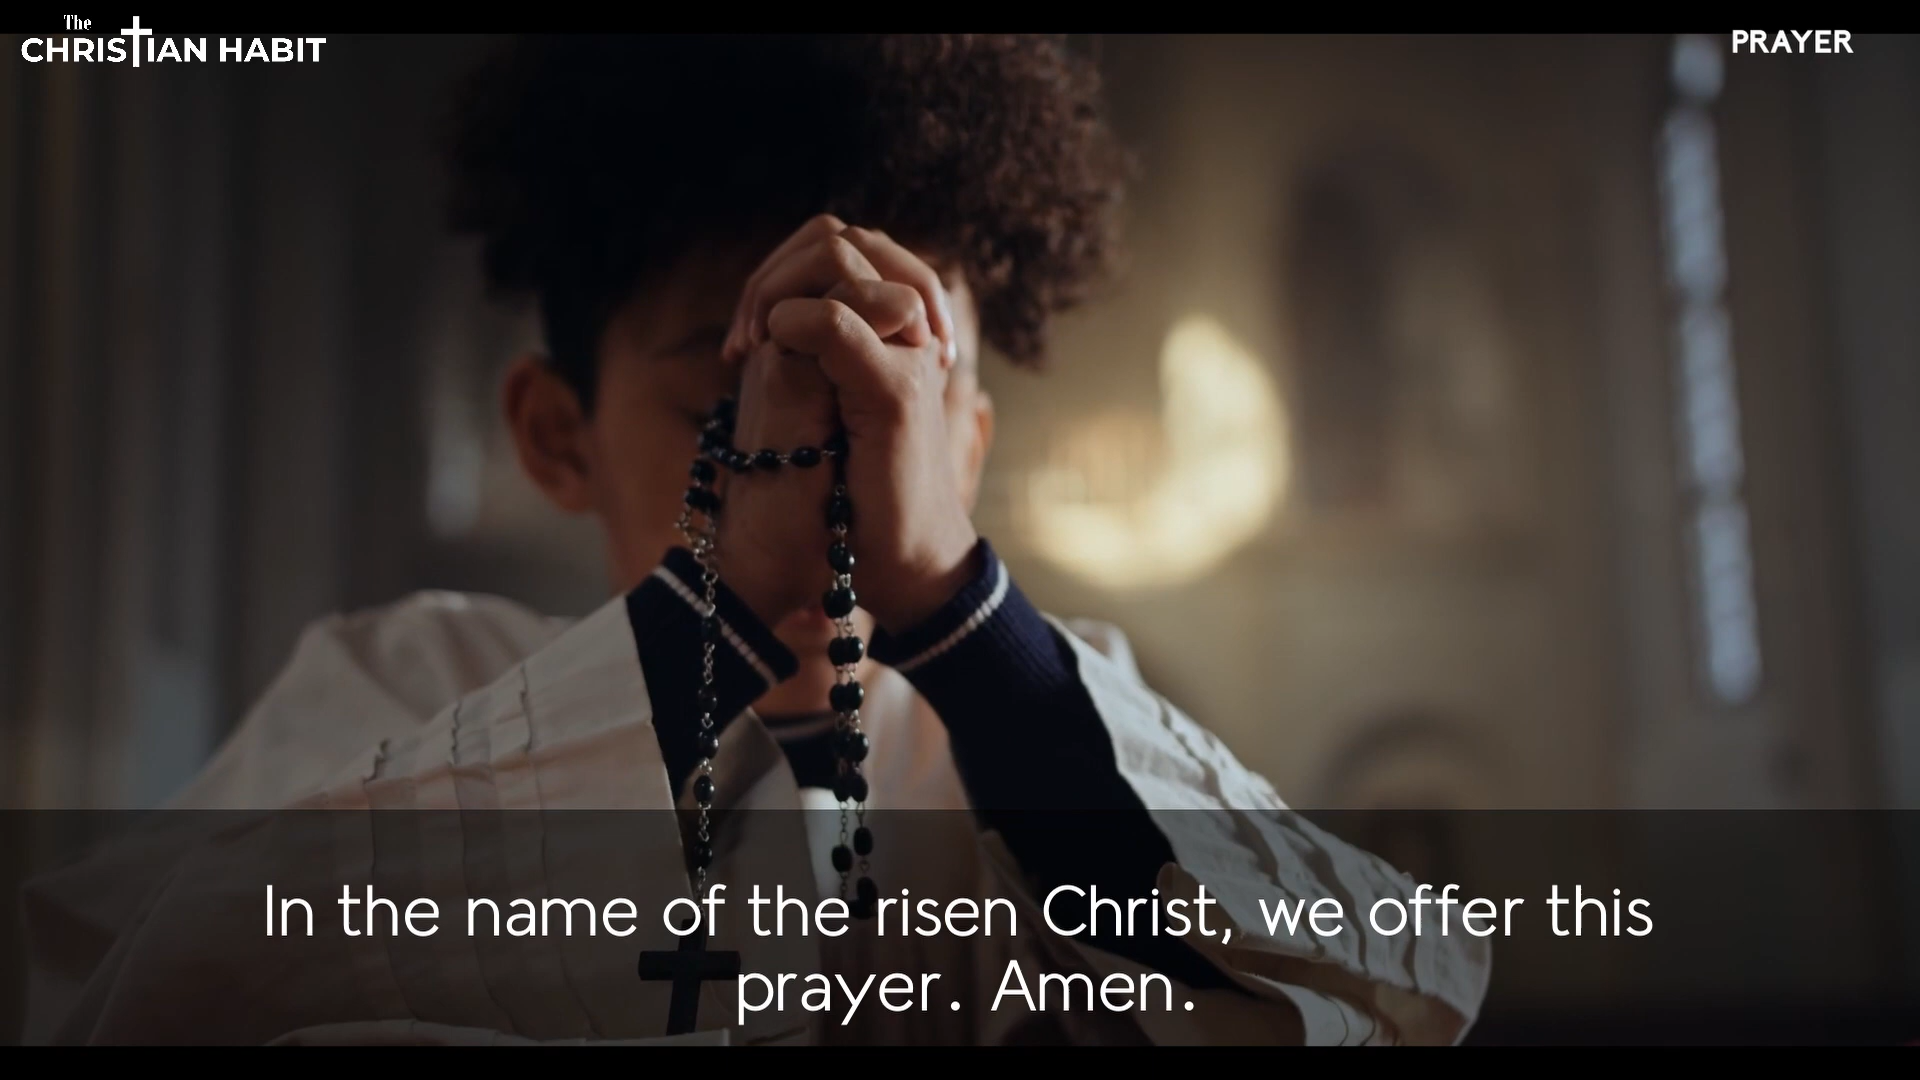 The
CHRISTIAN HABIT
PRAYER
In the name of the risen Christ, we offer this
prayer. Amen.